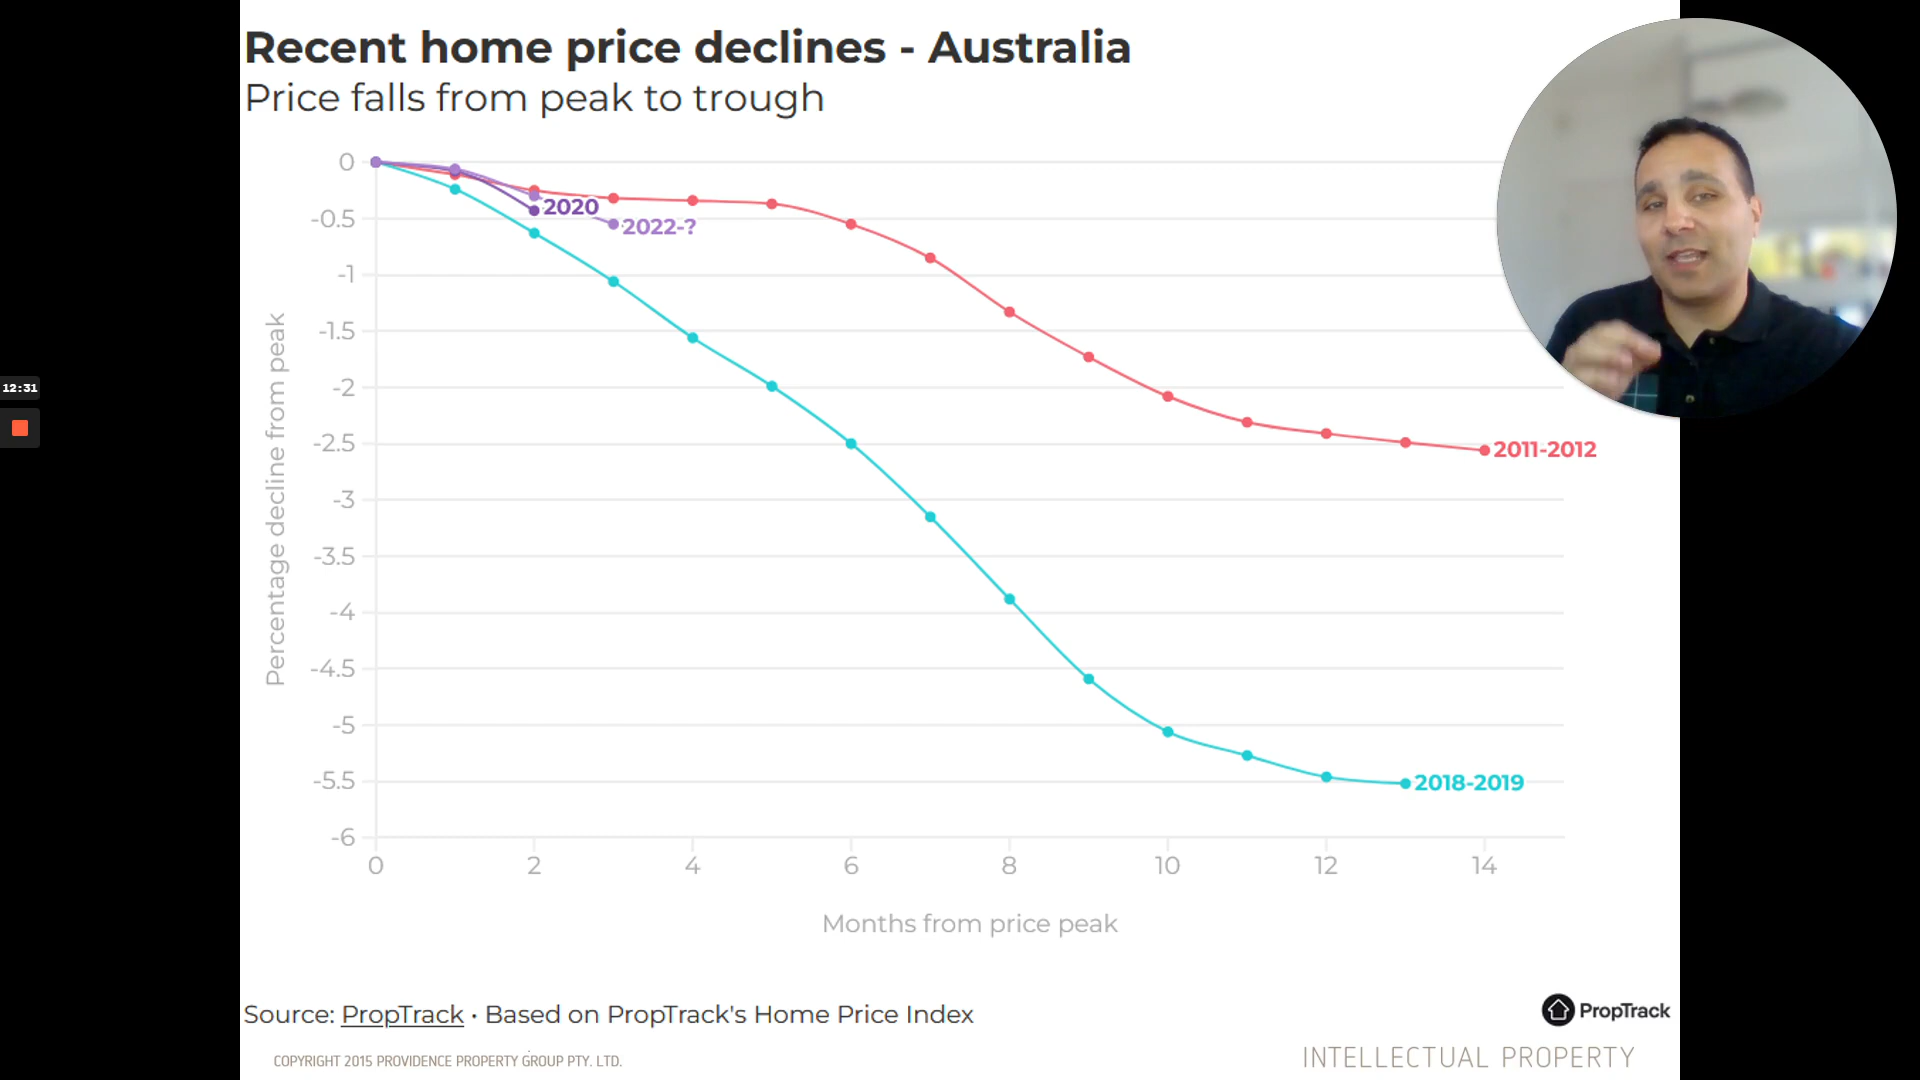 Recent home price declines - Australia
Price falls from peak to trough
0
-0.5
-1
-1.5
-2
-2.5
-3
-3.5
-4
-4.5
-5
-5.5
-6
Percentage decline from peak
2020
2022-?
2011-2012
2018-2019
12:31
0 2 4 6 8 10 12 14
Months from price peak
Source: PropTrack • Based on PropTrack's Home Price Index
PropTrack
COPYRIGHT 2015 PROVIDENCE PROPERTY GROUP PTY. LTD.
INTELLECTUAL PROPERTY